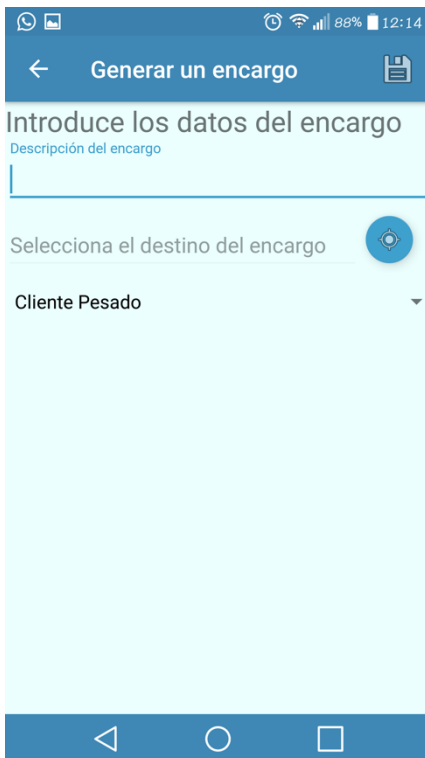 88% 12:14
Generar un encargo
Introduce los datos del encargo
Descripción del encargo
Selecciona el destino del encargo
Cliente Pesado